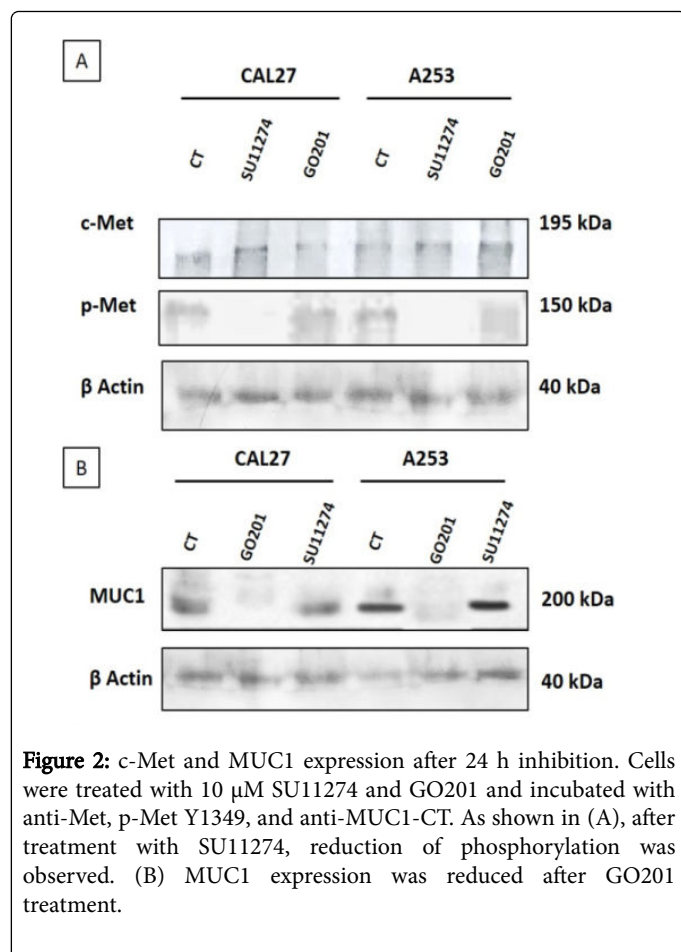 A
CAL27 A253
CT SU11274 GO201 CT SU11274 GO201
c-Met 195 kDa
p-Met 150 kDa
β Actin 40 kDa
B
CAL27 A253
CT GO201 SU11274 CT GO201 SU11274
MUC1 200 kDa
β Actin 40 kDa
Figure 2: c-Met and MUC1 expression after 24 h inhibition. Cells
were treated with 10 μM SU11274 and GO201 and incubated with
anti-Met, p-Met Y1349, and anti-MUC1-CT. As shown in (A), after
treatment with SU11274, reduction of phosphorylation was
observed. (B) MUC1 expression was reduced after GO201
treatment.